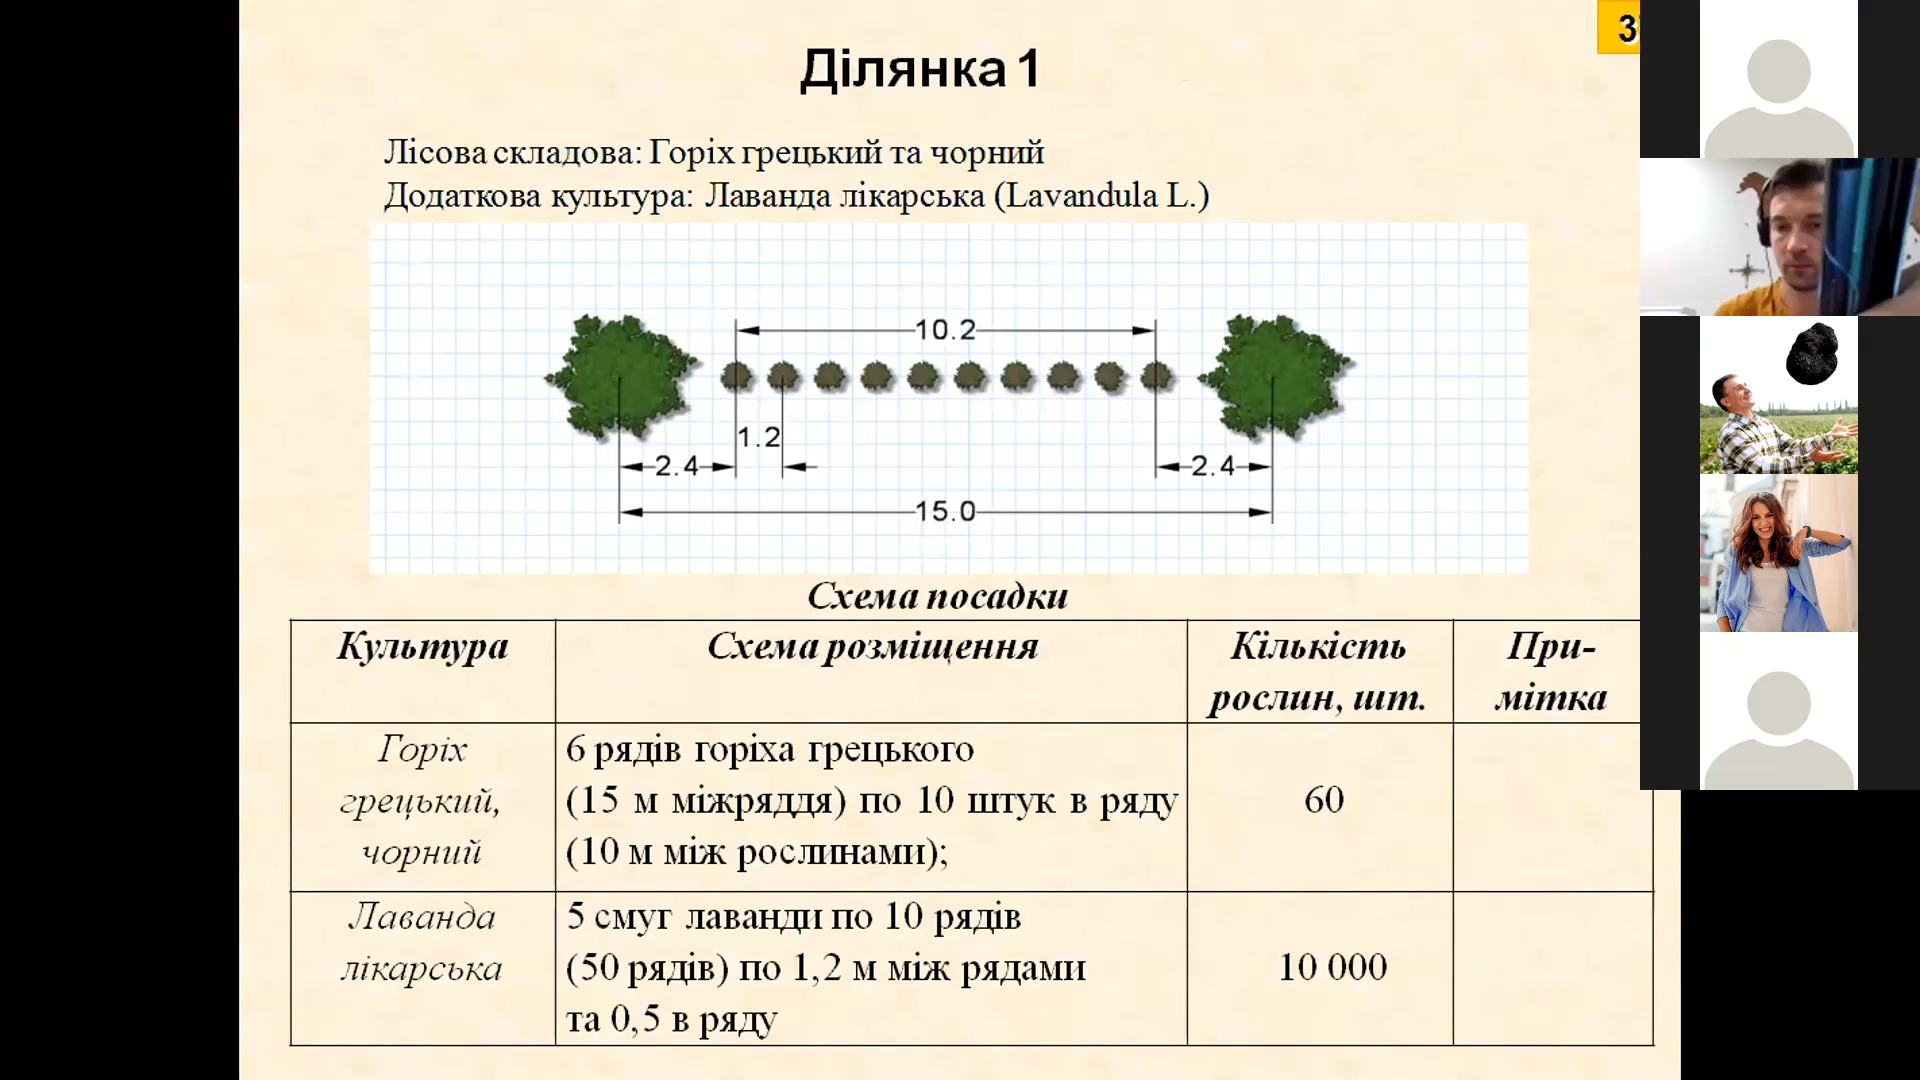 3
Ділянка 1
Лісова складова: Горіх грецький та чорний
Додаткова культура: Лаванда лікарська (Lavandula L.)
10.2
1.2
2.4
2.4
15.0
Схема посадки
Культура
Схема розміщення
Кількість
рослин, шт.
При-
мітка
Горіх
грецький,
чорний
6 рядів горіха грецького
(15 м міжряддя) по 10 штук в ряду
(10 м між рослинами);
60
Лаванда
лікарська
5 смуг лаванди по 10 рядів
(50 рядів) по 1,2 м між рядами
та 0,5 в ряду
10 000